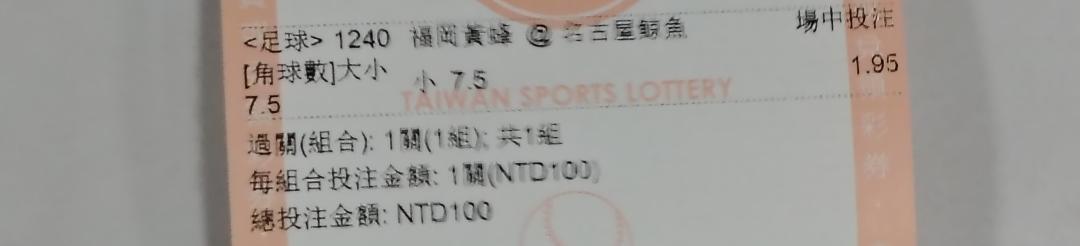 <足球> 1240 福岡黃蜂 @ 名古屋鯨魚 場中投注
[角球數]大小 小 7.5 1.95
7.5
TAIWAN SPORTS LOTTERY
過關(組合): 1關(1組); 共1組
每組合投注金額: 1關(NTD100)
總投注金額: NTD100
彩券